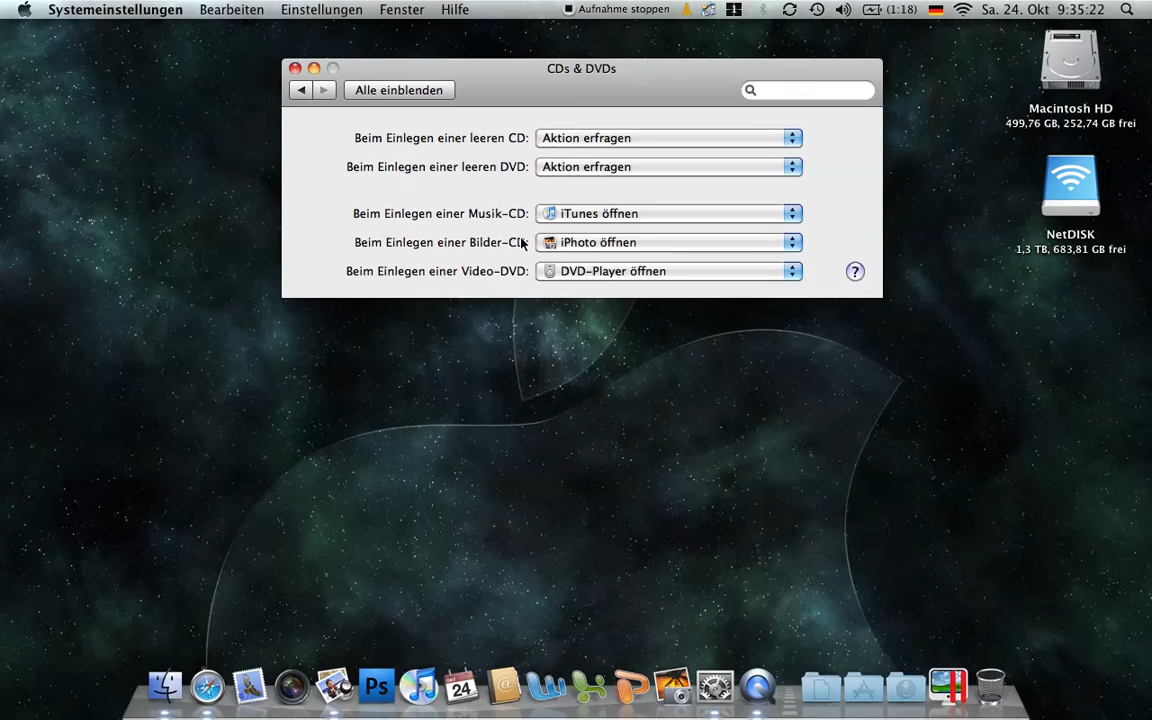 Systemeinstellungen Bearbeiten Einstellungen Fenster Hilfe Aufnahme stoppen 1 (1:18) Sa. 24. Okt 9:35:22
CDs & DVDs
Alle einblenden
Beim Einlegen einer leeren CD: Aktion erfragen
Beim Einlegen einer leeren DVD: Aktion erfragen
Beim Einlegen einer Musik-CD: iTunes öffnen
Beim Einlegen einer Bilder-CD: iPhoto öffnen
Beim Einlegen einer Video-DVD: DVD-Player öffnen ?
Macintosh HD
499,76 GB, 252,74 GB frei
NetDISK
1,3 TB, 683,81 GB frei
Ps
24